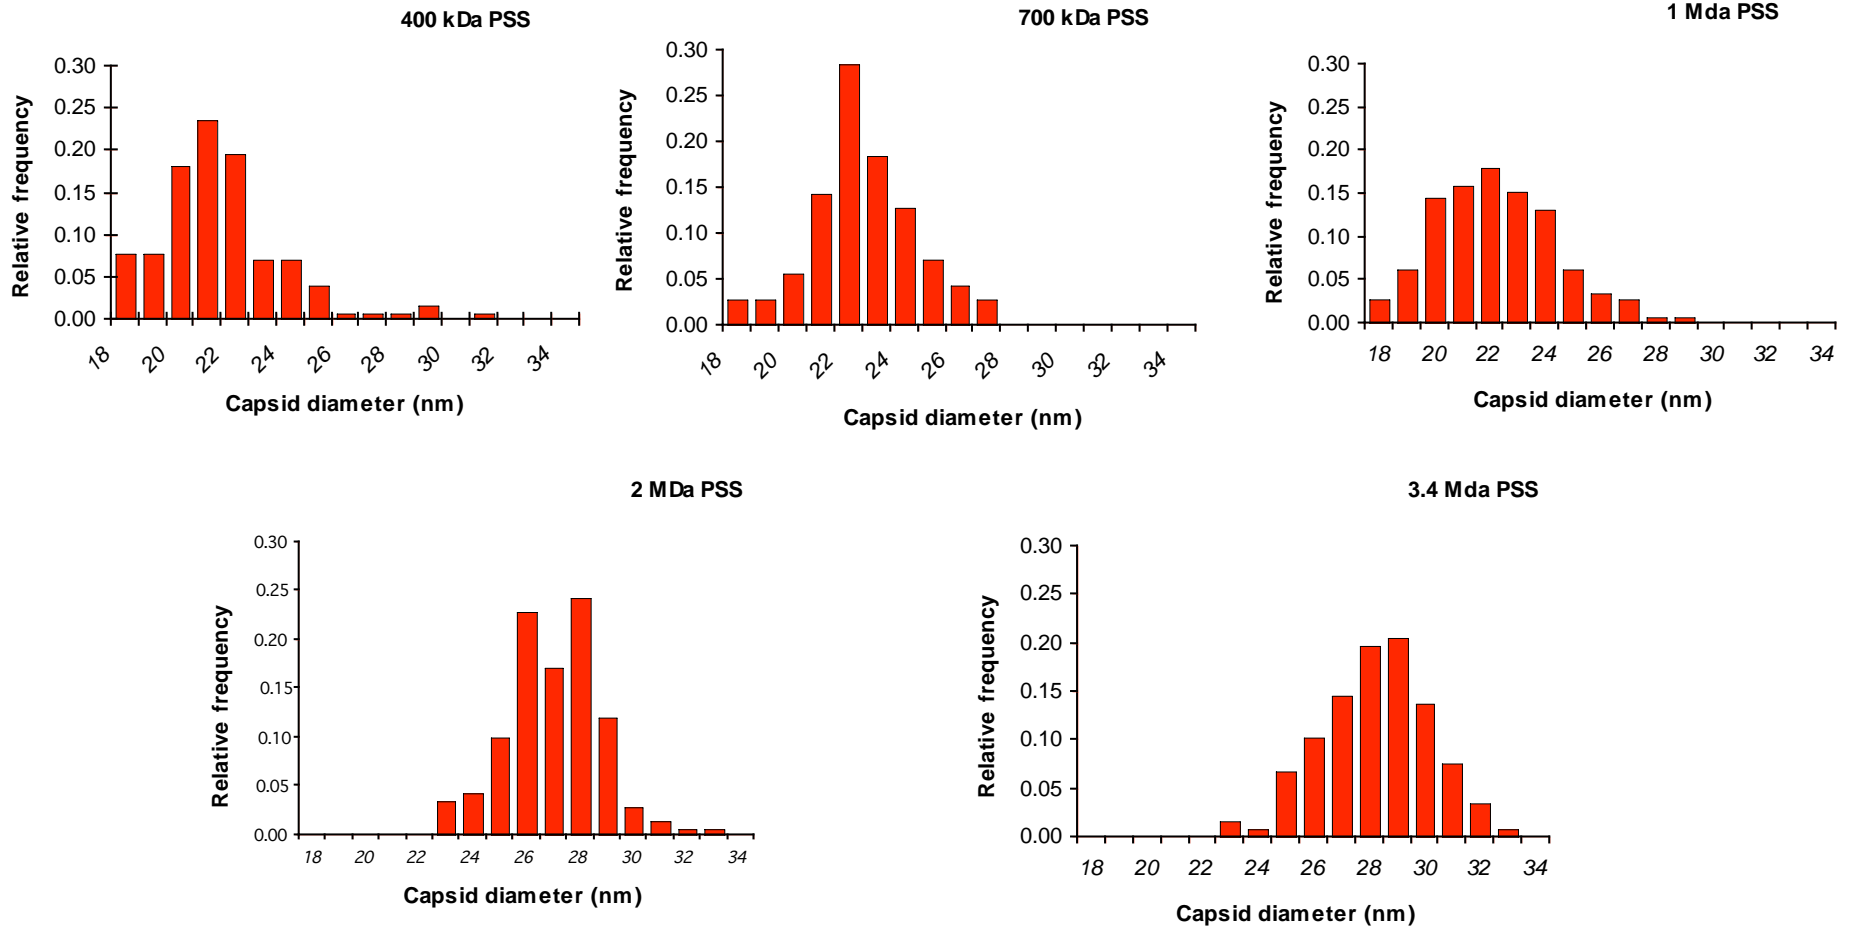 400 kDa PSS
0.30
0.25
0.20
0.15
0.10
0.05
0.00
Relative frequency
18 20 22 24 26 28 30 32 34
Capsid diameter (nm)
700 kDa PSS
0.30
0.25
0.20
0.15
0.10
0.05
0.00
Relative frequency
18 20 22 24 26 28 30 32 34
Capsid diameter (nm)
1 Mda PSS
0.30
0.25
0.20
0.15
0.10
0.05
0.00
Relative frequency
18 20 22 24 26 28 30 32 34
Capsid diameter (nm)
2 MDa PSS
0.30
0.25
0.20
0.15
0.10
0.05
0.00
Relative frequency
18 20 22 24 26 28 30 32 34
Capsid diameter (nm)
3.4 Mda PSS
0.30
0.25
0.20
0.15
0.10
0.05
0.00
Relative frequency
18 20 22 24 26 28 30 32 34
Capsid diameter (nm)